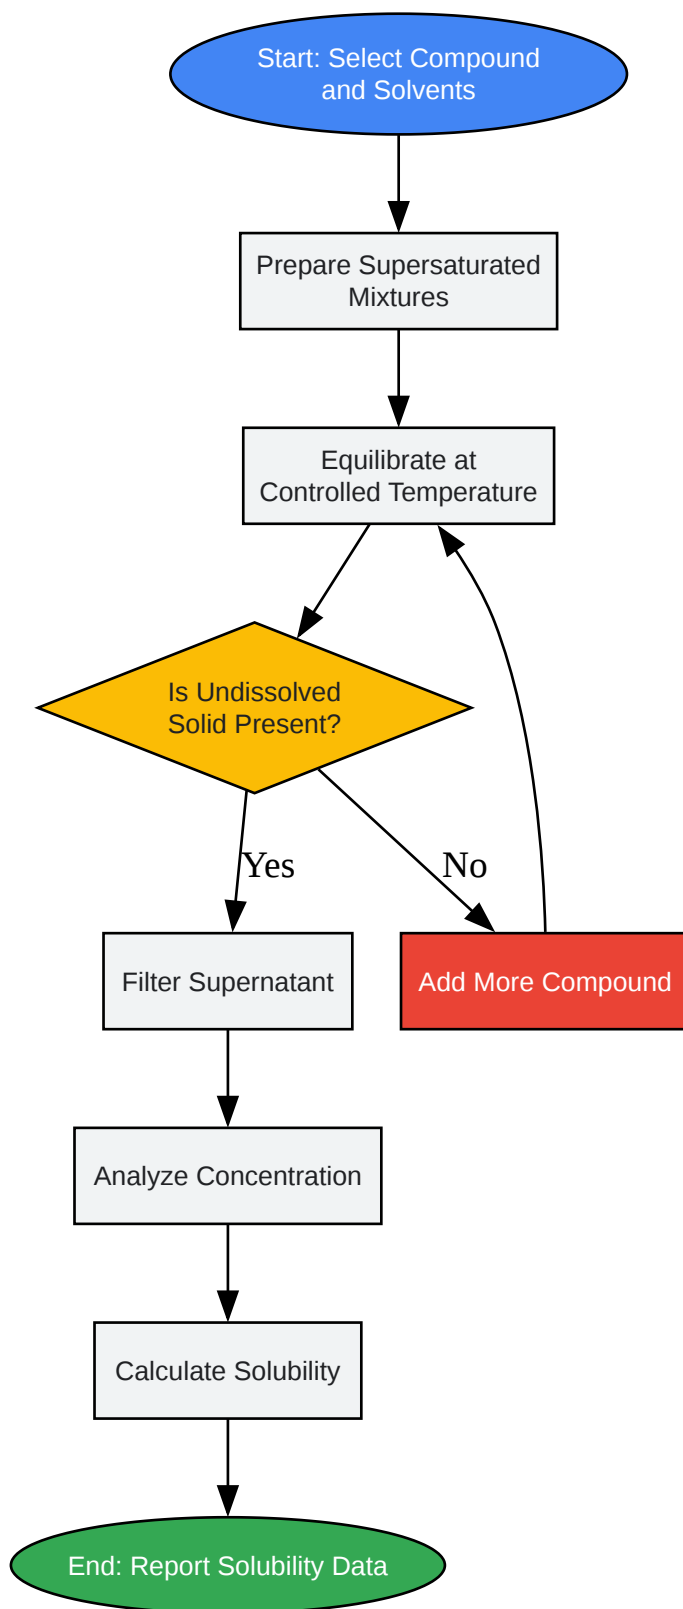 Start: Select Compound
and Solvents
Prepare Supersaturated
Mixtures
Equilibrate at
Controlled Temperature
Is Undissolved
Solid Present?
Yes
No
Filter Supernatant
Add More Compound
Analyze Concentration
Calculate Solubility
End: Report Solubility Data